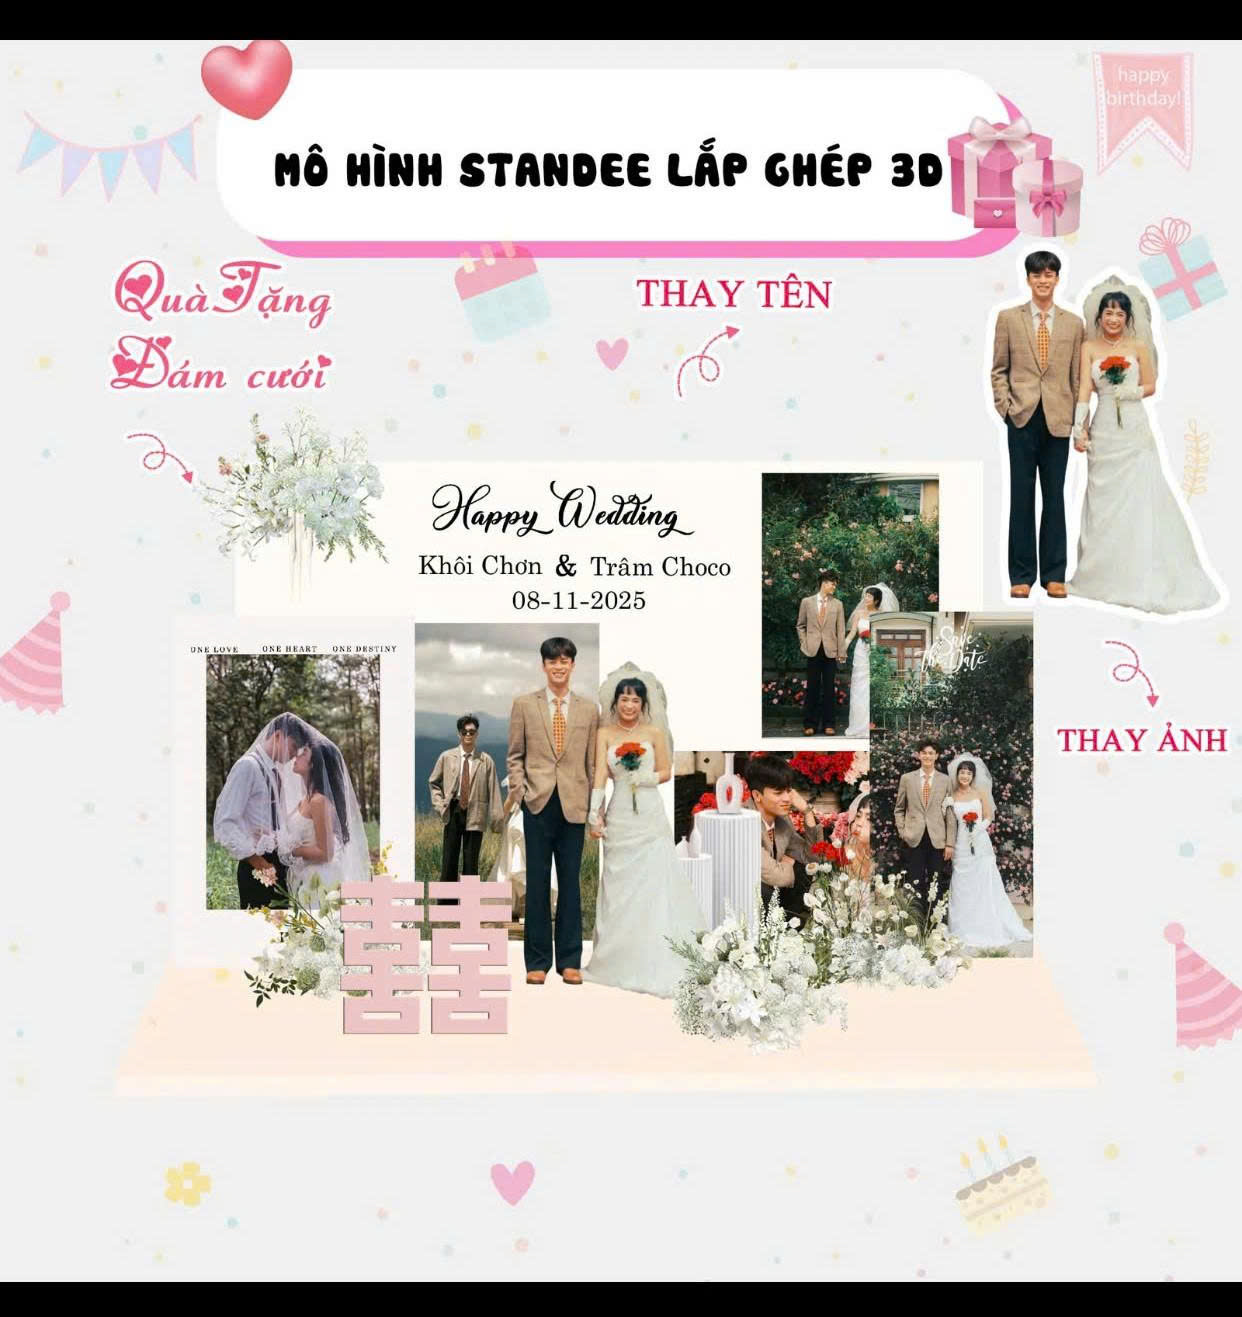 happy
birthday!
MÔ HÌNH STANDEE LẮP GHÉP 3D
Quà Tặng
Đám cưới
THAY TÊN
Happy Wedding
Khôi Chơn & Trâm Choco
08-11-2025
ONE LOVE ONE HEART ONE DESTINY
Save
the Date
THAY ẢNH
囍